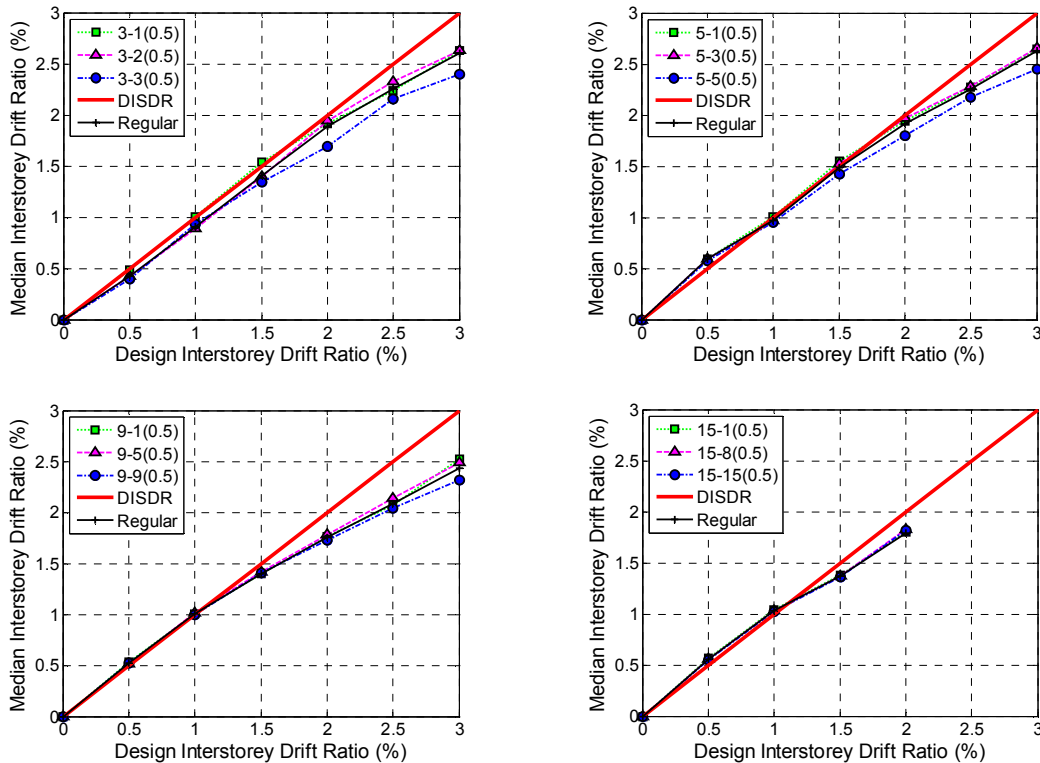 Median Interstorey Drift Ratio (%)
3
2.5
2
1.5
1
0.5
0
3-1(0.5)
3-2(0.5)
3-3(0.5)
DISDR
Regular
0 0.5 1 1.5 2 2.5 3
Design Interstorey Drift Ratio (%)
Median Interstorey Drift Ratio (%)
3
2.5
2
1.5
1
0.5
0
5-1(0.5)
5-3(0.5)
5-5(0.5)
DISDR
Regular
0 0.5 1 1.5 2 2.5 3
Design Interstorey Drift Ratio (%)
Median Interstorey Drift Ratio (%)
3
2.5
2
1.5
1
0.5
0
9-1(0.5)
9-5(0.5)
9-9(0.5)
DISDR
Regular
0 0.5 1 1.5 2 2.5 3
Design Interstorey Drift Ratio (%)
Median Interstorey Drift Ratio (%)
3
2.5
2
1.5
1
0.5
0
15-1(0.5)
15-8(0.5)
15-15(0.5)
DISDR
Regular
0 0.5 1 1.5 2 2.5 3
Design Interstorey Drift Ratio (%)